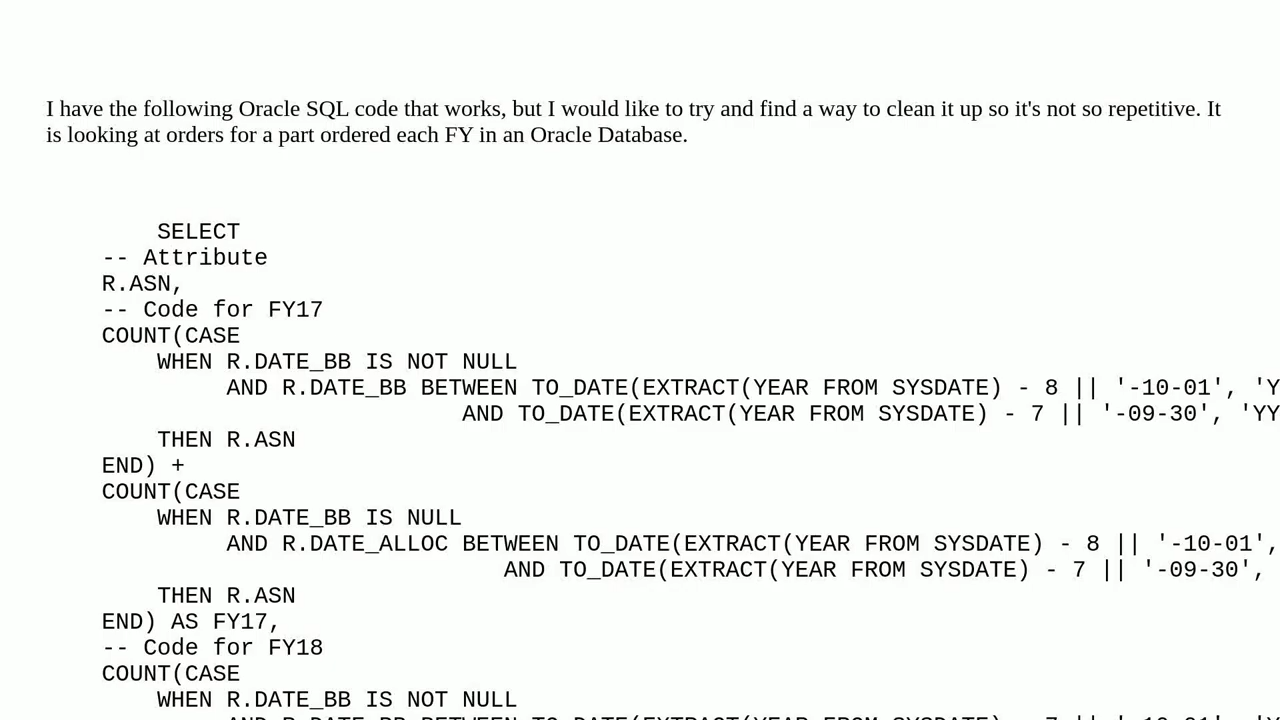 I have the following Oracle SQL code that works, but I would like to try and find a way to clean it up so it's not so repetitive. It
is looking at orders for a part ordered each FY in an Oracle Database.
SELECT
-- Attribute
R.ASN,
-- Code for FY17
COUNT(CASE
WHEN R.DATE_BB IS NOT NULL
AND R.DATE_BB BETWEEN TO_DATE(EXTRACT(YEAR FROM SYSDATE) - 8 || '-10-01', 'Y
AND TO_DATE(EXTRACT(YEAR FROM SYSDATE) - 7 || '-09-30', 'YY
THEN R.ASN
END) +
COUNT(CASE
WHEN R.DATE_BB IS NULL
AND R.DATE_ALLOC BETWEEN TO_DATE(EXTRACT(YEAR FROM SYSDATE) - 8 || '-10-01',
AND TO_DATE(EXTRACT(YEAR FROM SYSDATE) - 7 || '-09-30',
THEN R.ASN
END) AS FY17,
-- Code for FY18
COUNT(CASE
WHEN R.DATE_BB IS NOT NULL